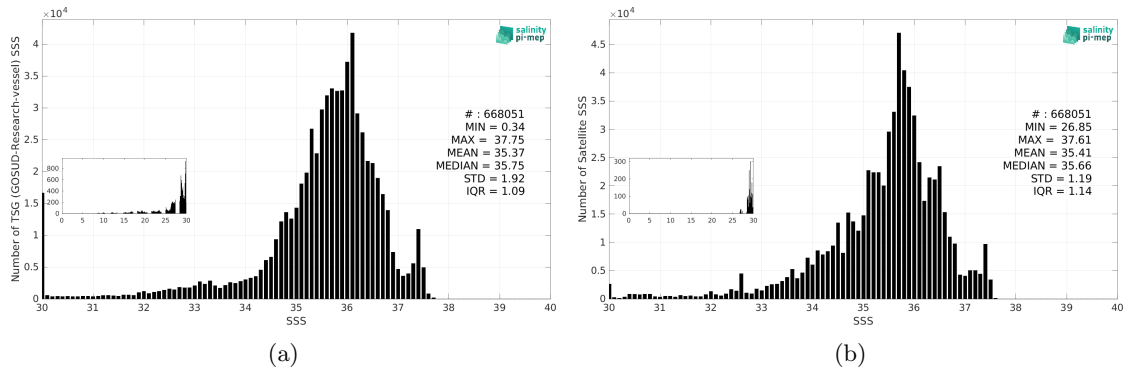 ×10⁴
salinity
pi-mep
Number of TSG (GOSUD-Research-vessel) SSS
4
3.5
3
2.5
2
1.5
1
0.5
0
# : 668051
MIN = 0.34
MAX = 37.75
MEAN = 35.37
MEDIAN = 35.75
STD = 1.92
IQR = 1.09
800
600
400
200
0
0 5 10 15 20 25 30
30 31 32 33 34 35 36 37 38 39 40
SSS
(a)
×10⁴
salinity
pi-mep
Number of Satellite SSS
4.5
4
3.5
3
2.5
2
1.5
1
0.5
0
# : 668051
MIN = 26.85
MAX = 37.61
MEAN = 35.41
MEDIAN = 35.66
STD = 1.19
IQR = 1.14
300
200
100
0
0 5 10 15 20 25 30
30 31 32 33 34 35 36 37 38 39 40
SSS
(b)